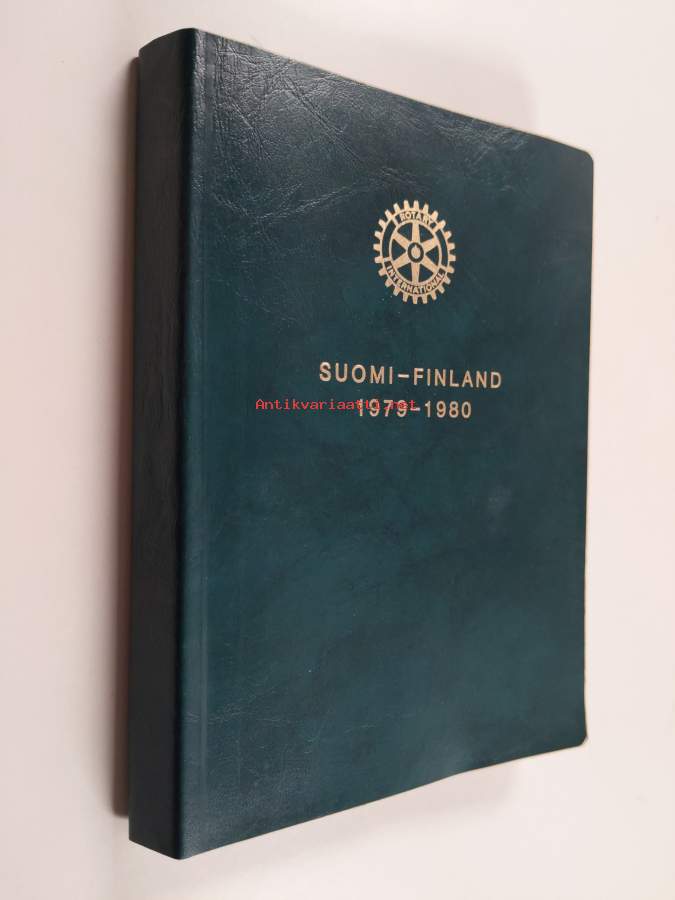 ROTARY
INTERNATIONAL
SUOMI-FINLAND
1979-1980
Antikvariaatti.net